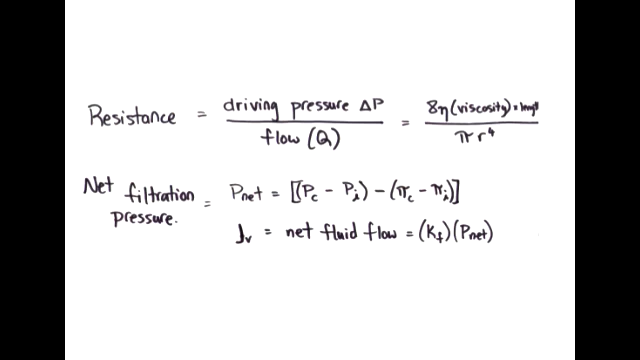 Resistance = driving pressure ΔP / flow (Q) = 8η (viscosity) × length / π r⁴
Net filtration pressure. = Pnet = [(Pc - Pi) - (πc - πi)]
Jv = net fluid flow = (Kf)(Pnet)